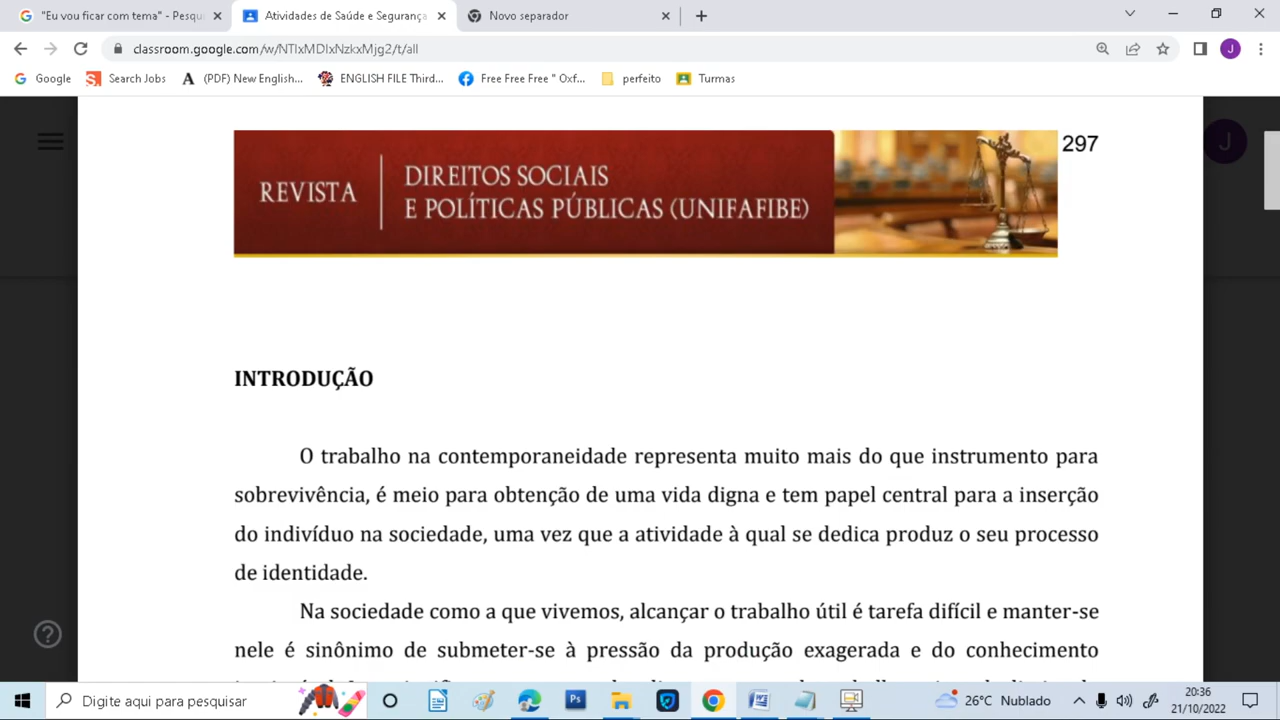 "Eu vou ficar com tema" - Pesqu
Atividades de Saúde e Segurança
Novo separador
classroom.google.com/w/NTIxMDIxNzkxMjg2/t/all
Google
Search Jobs
(PDF) New English...
ENGLISH FILE Third...
Free Free Free " Oxf...
perfeito
Turmas
J
J
297
REVISTA
DIREITOS SOCIAIS
E POLÍTICAS PÚBLICAS (UNIFAFIBE)
INTRODUÇÃO
O trabalho na contemporaneidade representa muito mais do que instrumento para
sobrevivência, é meio para obtenção de uma vida digna e tem papel central para a inserção
do indivíduo na sociedade, uma vez que a atividade à qual se dedica produz o seu processo
de identidade.
Na sociedade como a que vivemos, alcançar o trabalho útil é tarefa difícil e manter-se
nele é sinônimo de submeter-se à pressão da produção exagerada e do conhecimento
Digite aqui para pesquisar
26°C Nublado
20:36
21/10/2022